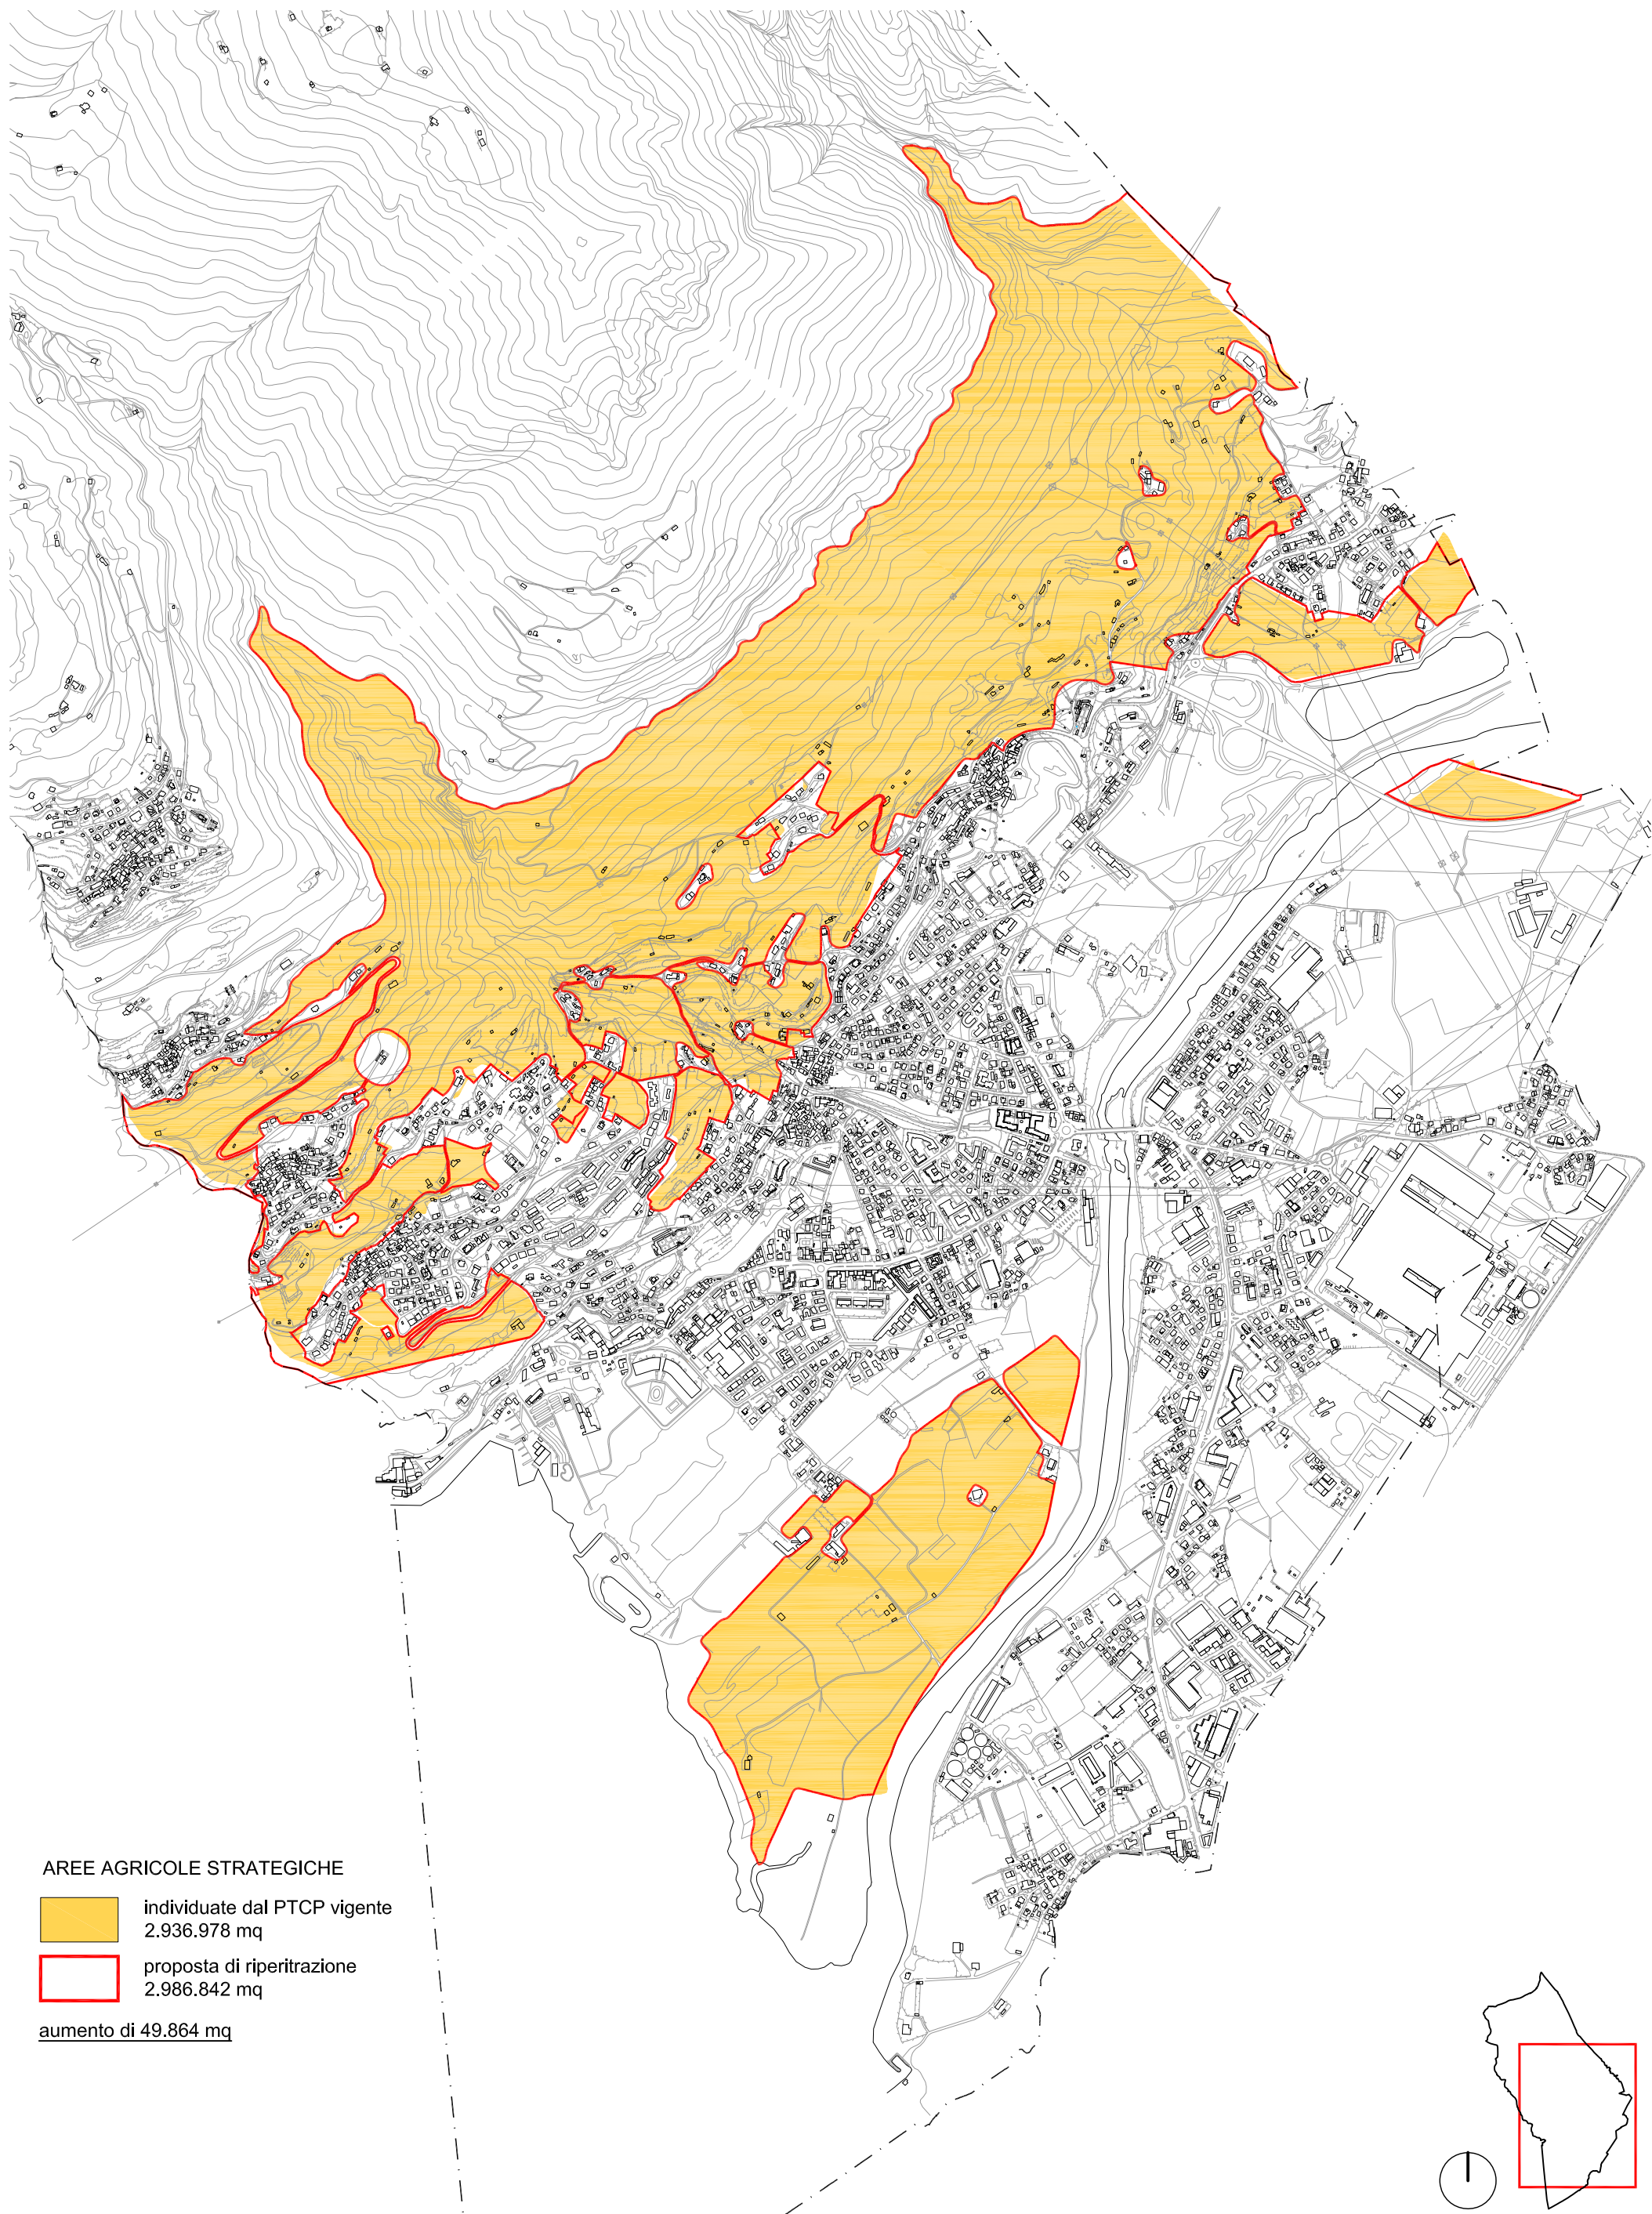 AREE AGRICOLE STRATEGICHE
individuate dal PTCP vigente
2.936.978 mq
proposta di riperitrazione
2.986.842 mq
aumento di 49.864 mq